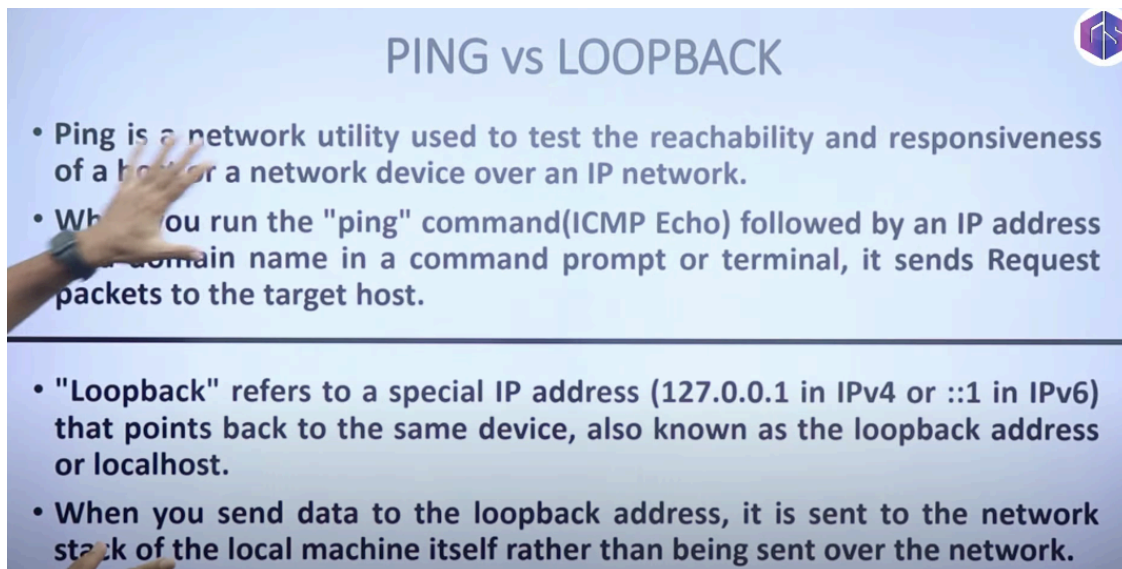 PING vs LOOPBACK
• Ping is a network utility used to test the reachability and responsiveness
of a or a network device over an IP network.
• you run the "ping" command(ICMP Echo) followed by an IP address
domain name in a command prompt or terminal, it sends Request
packets to the target host.
• "Loopback" refers to a special IP address (127.0.0.1 in IPv4 or ::1 in IPv6)
that points back to the same device, also known as the loopback address
or localhost.
• When you send data to the loopback address, it is sent to the network
stack of the local machine itself rather than being sent over the network.